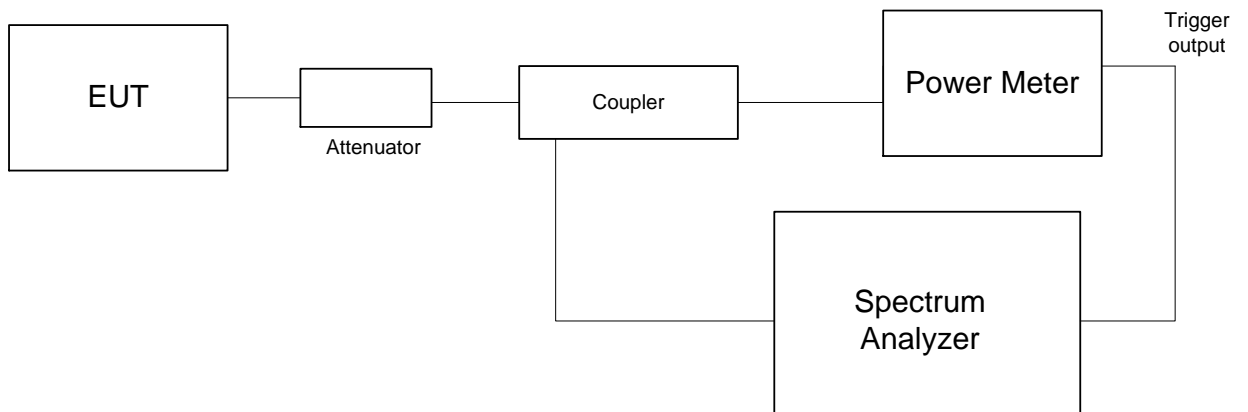 Trigger
output
EUT
Attenuator
Coupler
Power Meter
Spectrum
Analyzer